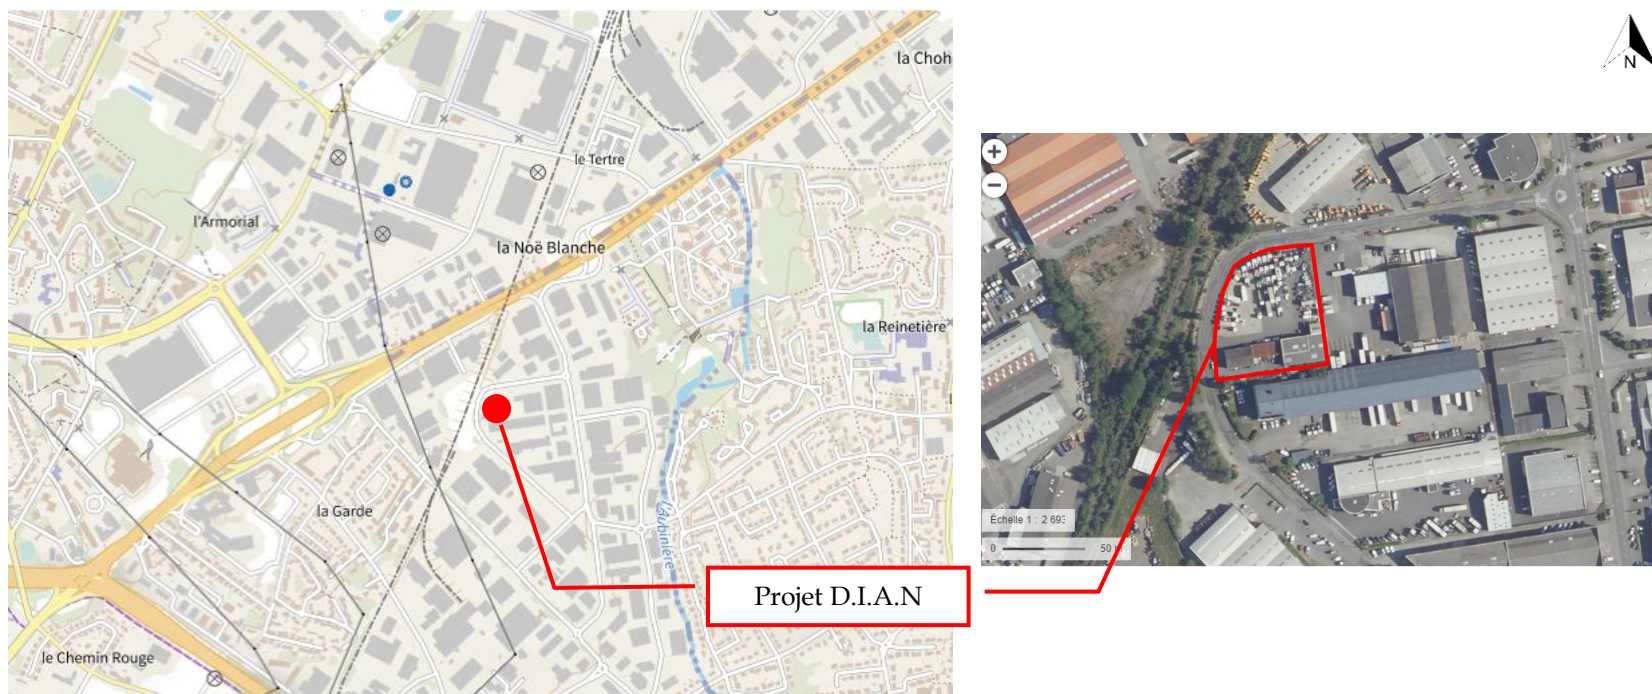 la Choh
N
le Tertre
l'Armorial
la Noë Blanche
la Reinetière
la Garde
l'Aubinière
le Chemin Rouge
+
−
Échelle 1 : 2 693
0 50 m
Projet D.I.A.N